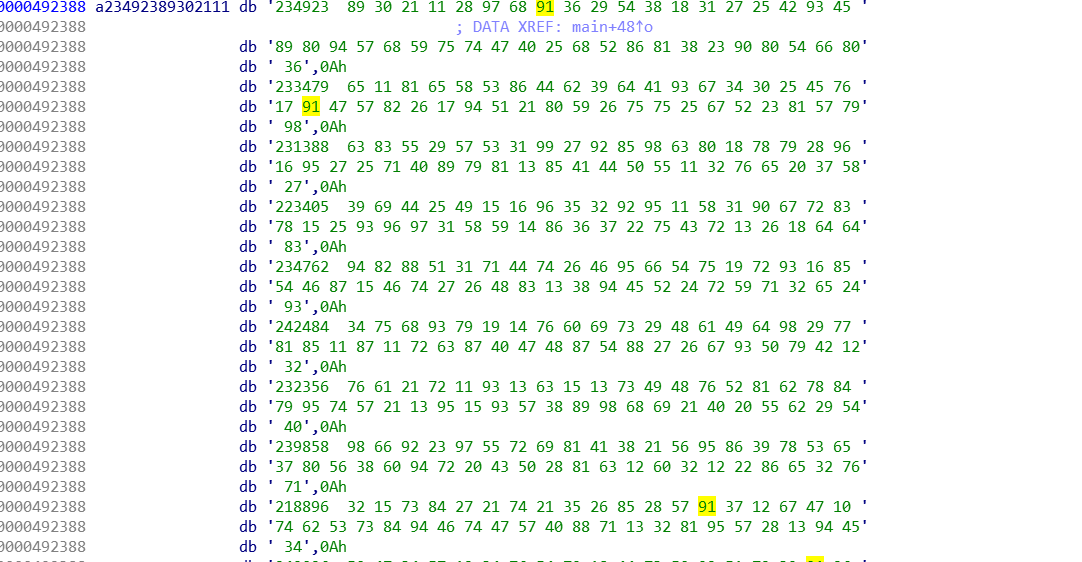 0000492388 a23492389302111 db '234923  89 30 21 11 28 97 68 91 36 29 54 38 18 31 27 25 42 93 45 '
0000492388 ; DATA XREF: main+48↑o
0000492388 db '89 80 94 57 68 59 75 74 47 40 25 68 52 86 81 38 23 90 80 54 66 80'
0000492388 db ' 36',0Ah
0000492388 db '233479  65 11 81 65 58 53 86 44 62 39 64 41 93 67 34 30 25 45 76 '
0000492388 db '17 91 47 57 82 26 17 94 51 21 80 59 26 75 75 25 67 52 23 81 57 79'
0000492388 db ' 98',0Ah
0000492388 db '231388  63 83 55 29 57 53 31 99 27 92 85 98 63 80 18 78 79 28 96 '
0000492388 db '16 95 27 25 71 40 89 79 81 13 85 41 44 50 55 11 32 76 65 20 37 58'
0000492388 db ' 27',0Ah
0000492388 db '223405  39 69 44 25 49 15 16 96 35 32 92 95 11 58 31 90 67 72 83 '
0000492388 db '78 15 25 93 96 97 31 58 59 14 86 36 37 22 75 43 72 13 26 18 64 64'
0000492388 db ' 83',0Ah
0000492388 db '234762  94 82 88 51 31 71 44 74 26 46 95 66 54 75 19 72 93 16 85 '
0000492388 db '54 46 87 15 46 74 27 26 48 83 13 38 94 45 52 24 72 59 71 32 65 24'
0000492388 db ' 93',0Ah
0000492388 db '242484  34 75 68 93 79 19 14 76 60 69 73 29 48 61 49 64 98 29 77 '
0000492388 db '81 85 11 87 11 72 63 87 40 47 48 87 54 88 27 26 67 93 50 79 42 12'
0000492388 db ' 32',0Ah
0000492388 db '232356  76 61 21 72 11 93 13 63 15 13 73 49 48 76 52 81 62 78 84 '
0000492388 db '79 95 74 57 21 13 95 15 93 57 38 89 98 68 69 21 40 20 55 62 29 54'
0000492388 db ' 40',0Ah
0000492388 db '239858  98 66 92 23 97 55 72 69 81 41 38 21 56 95 86 39 78 53 65 '
0000492388 db '37 80 56 38 60 94 72 20 43 50 28 81 63 12 60 32 12 22 86 65 32 76'
0000492388 db ' 71',0Ah
0000492388 db '218896  32 15 73 84 27 21 74 21 35 26 85 28 57 91 37 12 67 47 10 '
0000492388 db '74 62 53 73 84 94 46 74 47 57 40 88 71 13 32 81 95 57 28 13 94 45'
0000492388 db ' 34',0Ah